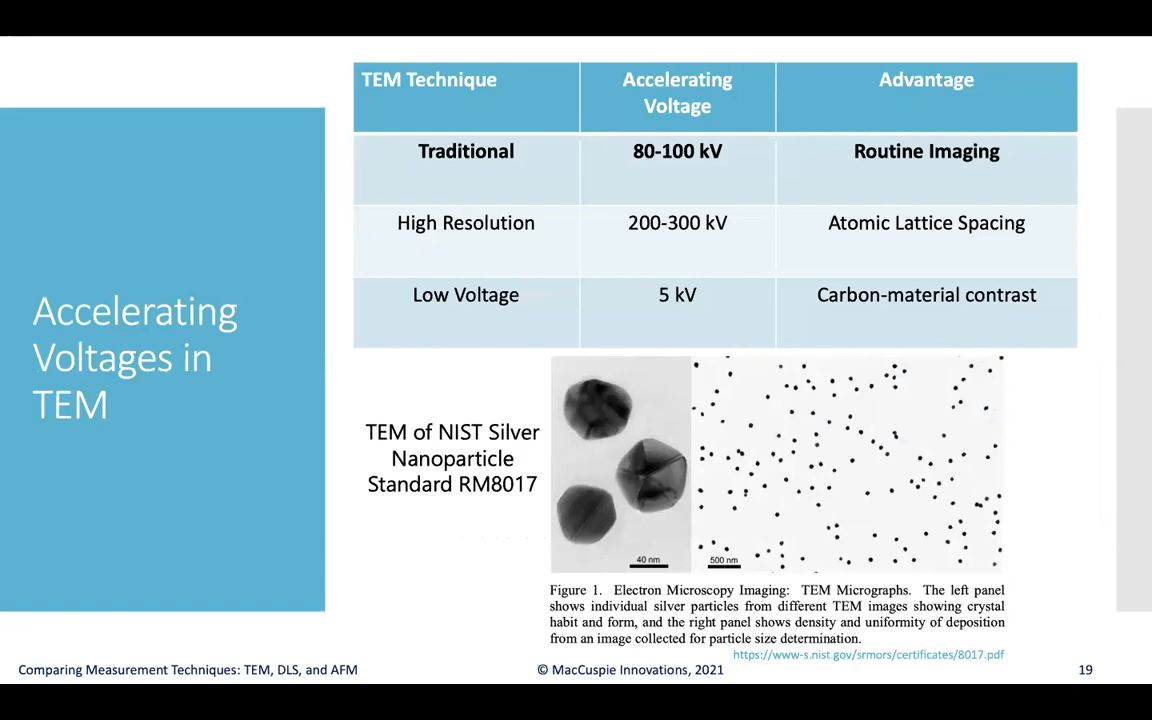 Accelerating
Voltages in
TEM
TEM Technique
Accelerating
Voltage
Advantage
Traditional
80-100 kV
Routine Imaging
High Resolution
200-300 kV
Atomic Lattice Spacing
Low Voltage
5 kV
Carbon-material contrast
TEM of NIST Silver
Nanoparticle
Standard RM8017
40 nm
500 nm
Figure 1. Electron Microscopy Imaging: TEM Micrographs. The left panel
shows individual silver particles from different TEM images showing crystal
habit and form, and the right panel shows density and uniformity of deposition
from an image collected for particle size determination.
https://www-s.nist.gov/srmors/certificates/8017.pdf
Comparing Measurement Techniques: TEM, DLS, and AFM
© MacCuspie Innovations, 2021
19